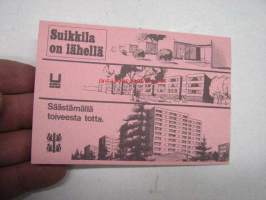 Suikkila
on lähellä
Säästämällä
toiveesta totta.